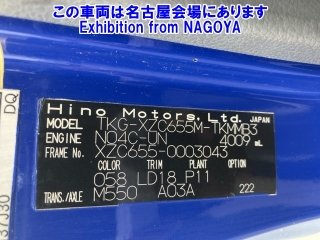 この車両は名古屋会場にあります
Exhibition from NAGOYA
Hino Motors, Ltd. JAPAN
MODEL TKG-XZC655M-TKMMB3
ENGINE N04C-UN 4009 mL
FRAME No. XZC655-0003043
COLOR TRIM PLANT OPTION
058 LD18 P11
TRANS./AXLE M550 A03A 222
DQ
37J30